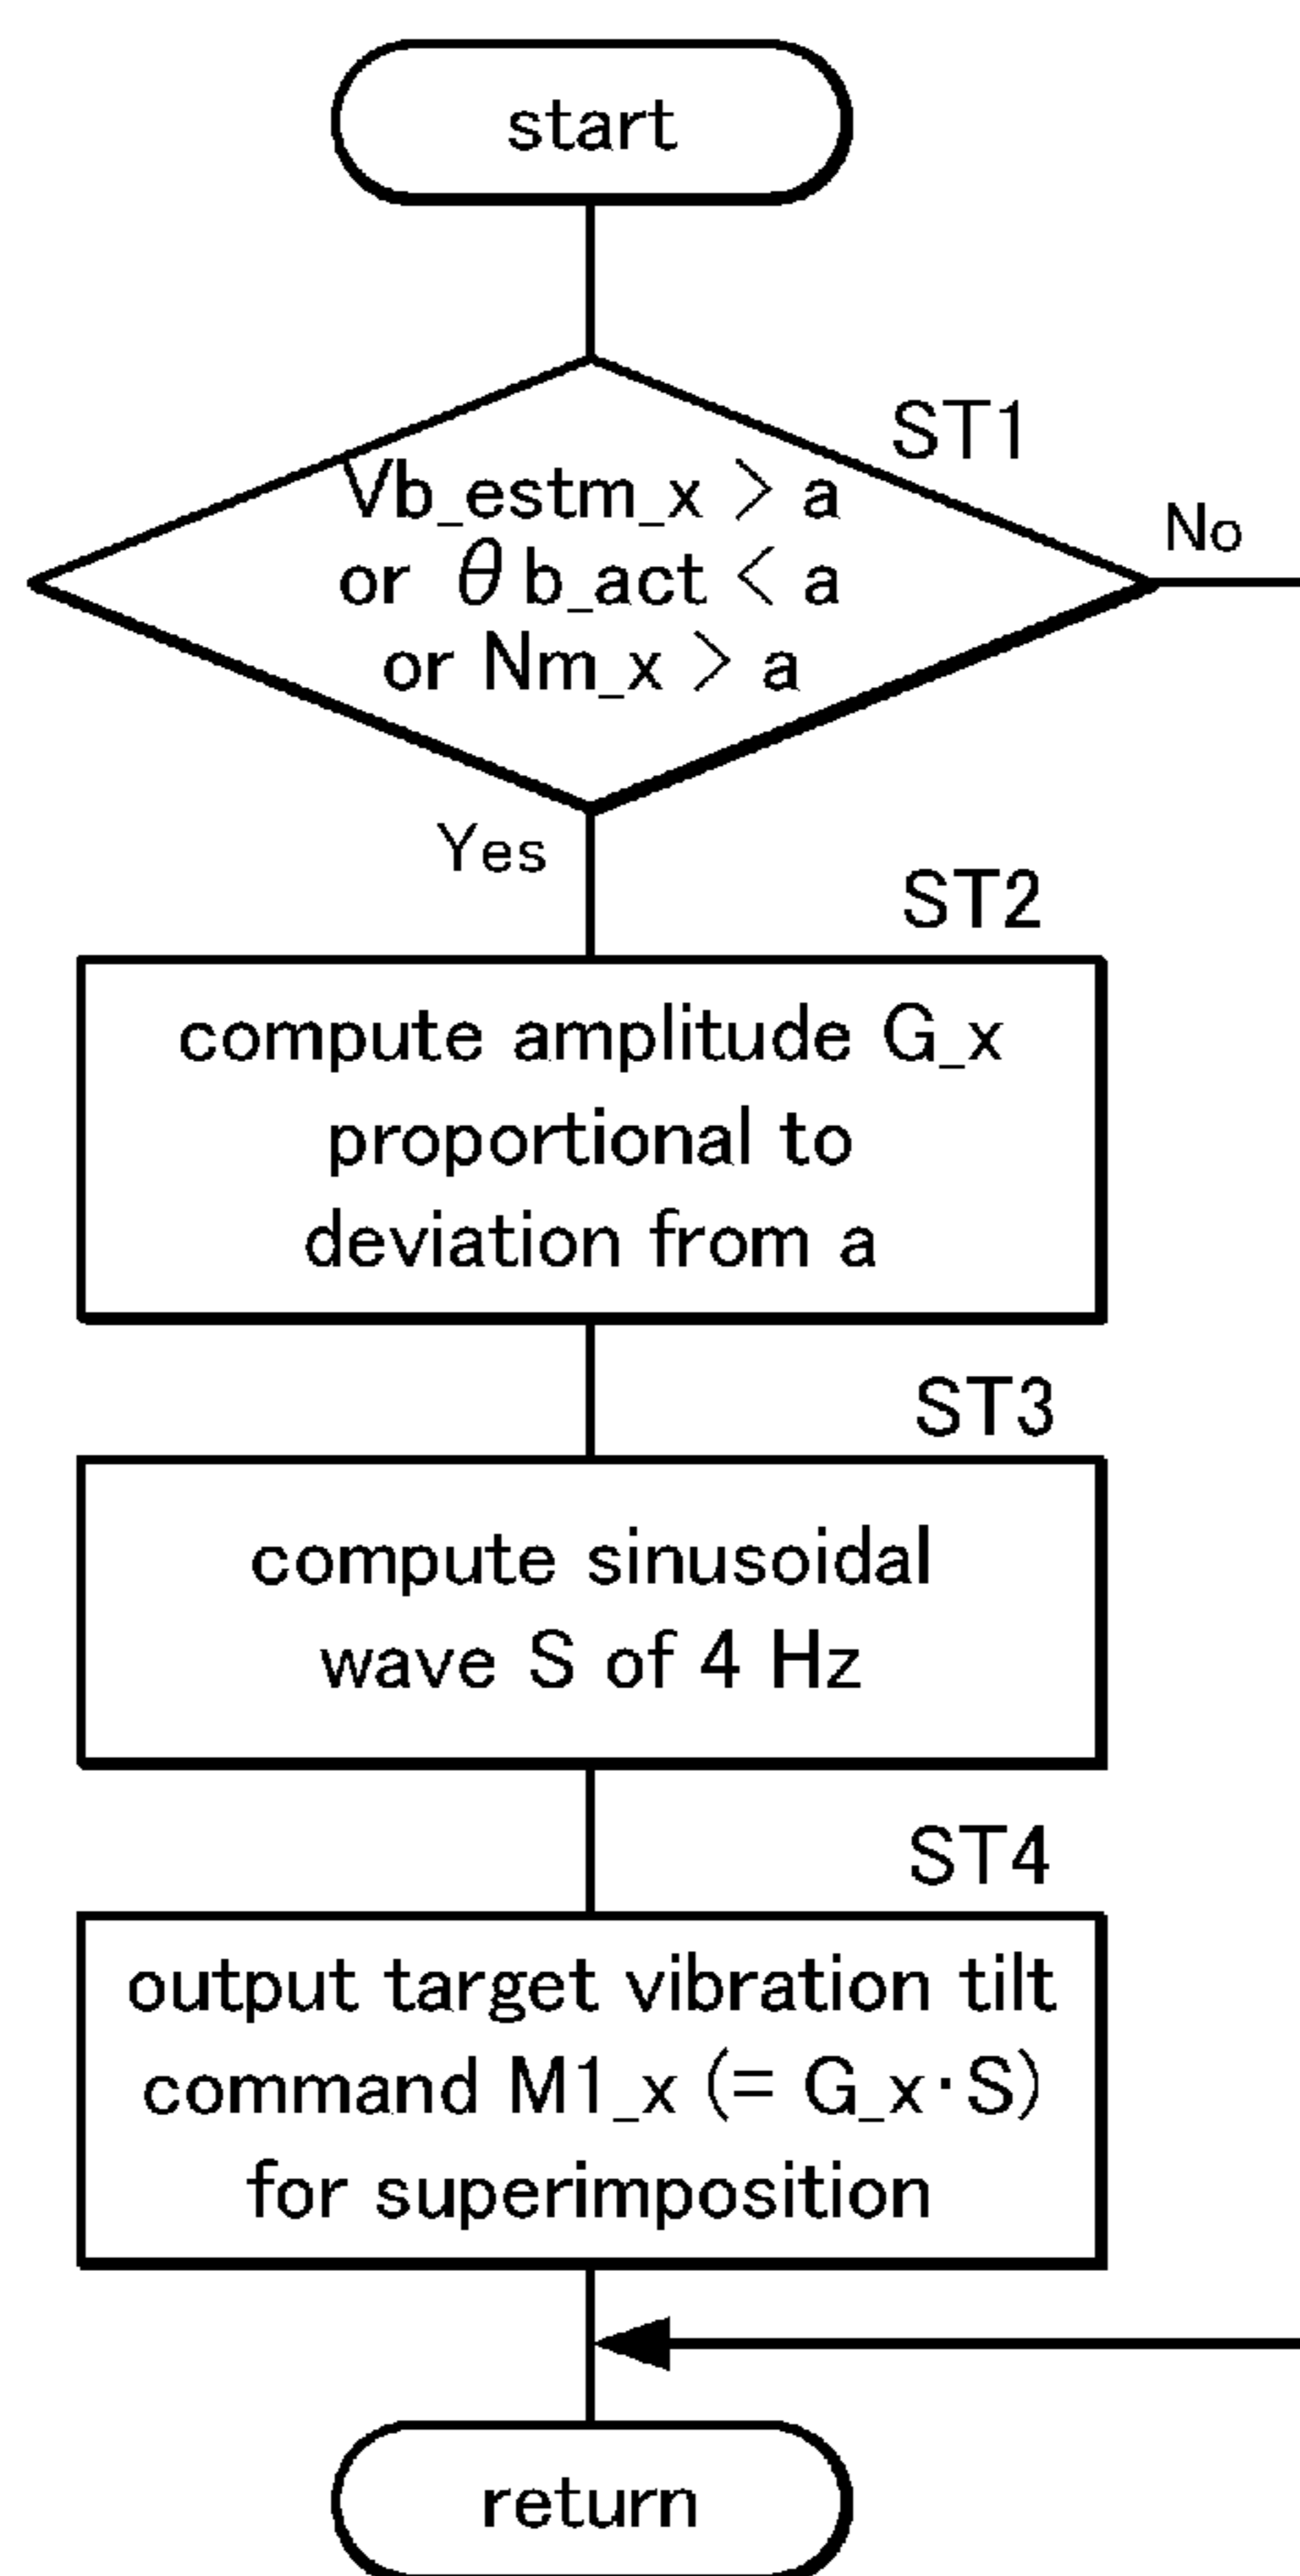 start
ST1
Vb_estm_x > a
or θb_act < a
or Nm_x > a
No
Yes
ST2
compute amplitude G_x
proportional to
deviation from a
ST3
compute sinusoidal
wave S of 4 Hz
ST4
output target vibration tilt
command M1_x (= G_x·S)
for superimposition
return